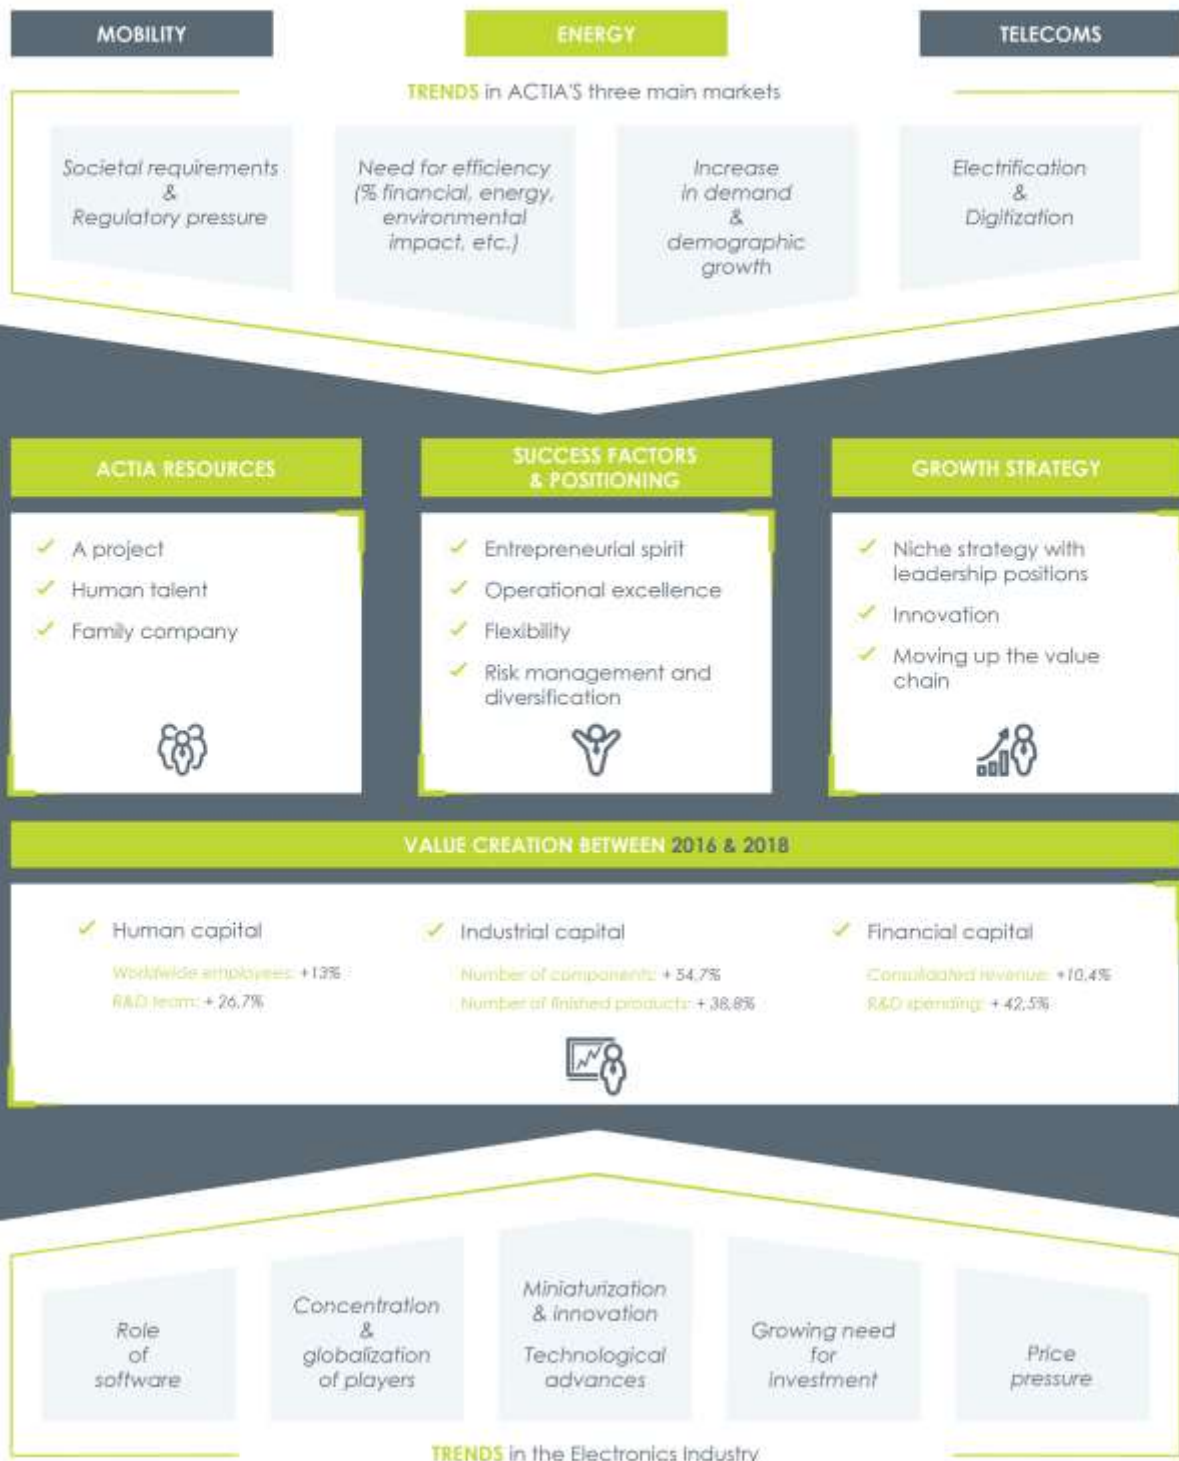 MOBILITY
ENERGY
TELECOMS
TRENDS in ACTIA'S three main markets
Societal requirements
&
Regulatory pressure
Need for efficiency
(% financial, energy,
environmental
impact, etc.)
Increase
in demand
&
demographic
growth
Electrification
&
Digitization
ACTIA RESOURCES
✓ A project
✓ Human talent
✓ Family company
SUCCESS FACTORS
& POSITIONING
✓ Entrepreneurial spirit
✓ Operational excellence
✓ Flexibility
✓ Risk management and
diversification
GROWTH STRATEGY
✓ Niche strategy with
leadership positions
✓ Innovation
✓ Moving up the value
chain
VALUE CREATION BETWEEN 2016 & 2018
✓ Human capital
Worldwide employees: +13%
R&D team: + 26,7%
✓ Industrial capital
Number of components: + 54,7%
Number of finished products: + 38,8%
✓ Financial capital
Consolidated revenue: +10,4%
R&D spending: + 42,5%
Role
of
software
Concentration
&
globalization
of players
Miniaturization
& innovation
Technological
advances
Growing need
for
investment
Price
pressure
TRENDS in the Electronics Industry